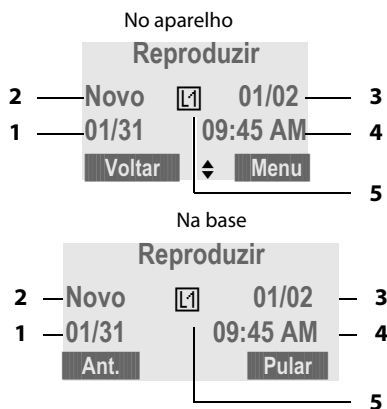 No aparelho
Reproduzir
2 Novo L1 01/02 3
1 01/31 09:45 AM 4
Voltar Menu
5
Na base
Reproduzir
2 Novo L1 01/02 3
1 01/31 09:45 AM 4
Ant. Pular
5